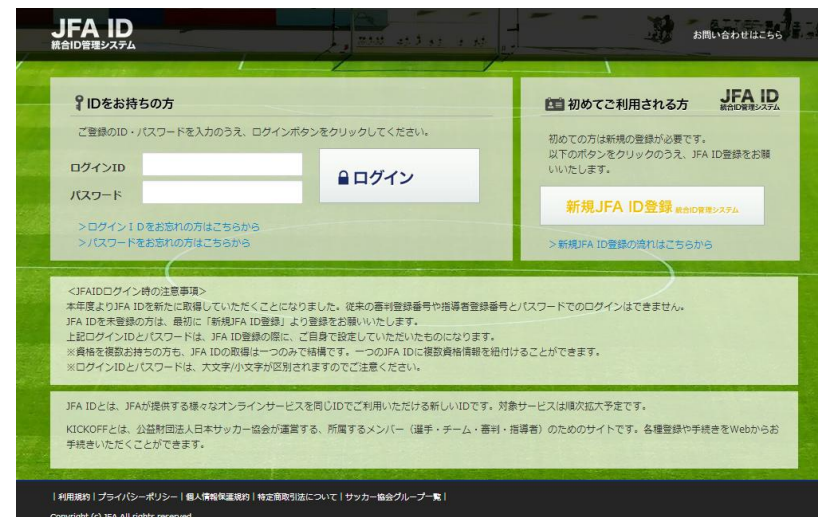 JFA ID
統合ID管理システム
お問い合わせはこちら
IDをお持ちの方
ご登録のID・パスワードを入力のうえ、ログインボタンをクリックしてください。
ログインID
パスワード
ログイン
>ログインIDをお忘れの方はこちらから
>パスワードをお忘れの方はこちらから
初めてご利用される方
JFA ID
統合ID管理システム
初めての方は新規の登録が必要です。
以下のボタンをクリックのうえ、JFA ID登録をお願
いいたします。
新規JFA ID登録 統合ID管理システム
>新規JFA ID登録の流れはこちらから
<JFAIDログイン時の注意事項>
本年度よりJFA IDを新たに取得していただくことになりました。従来の審判登録番号や指導者登録番号とパスワードでのログインはできません。
JFA IDを未登録の方は、最初に「新規JFA ID登録」より登録をお願いいたします。
上記ログインIDとパスワードは、JFA ID登録の際に、ご自身で設定していただいたものになります。
※資格を複数お持ちの方も、JFA IDの取得は一つのみで結構です。一つのJFA IDに複数資格情報を紐付けることができます。
※ログインIDとパスワードは、大文字/小文字が区別されますのでご注意ください。
JFA IDとは、JFAが提供する様々なオンラインサービスを同じIDでご利用いただける新しいIDです。対象サービスは順次拡大予定です。
KICKOFFとは、公益財団法人日本サッカー協会が運営する、所属するメンバー（選手・チーム・審判・指導者）のためのサイトです。各種登録や手続きをWebからお
手続きいただくことができます。
| 利用規約 | プライバシーポリシー | 個人情報保護規約 | 特定商取引法について | サッカー協会グループ一覧 |
Copyright (c) JFA All rights reserved.